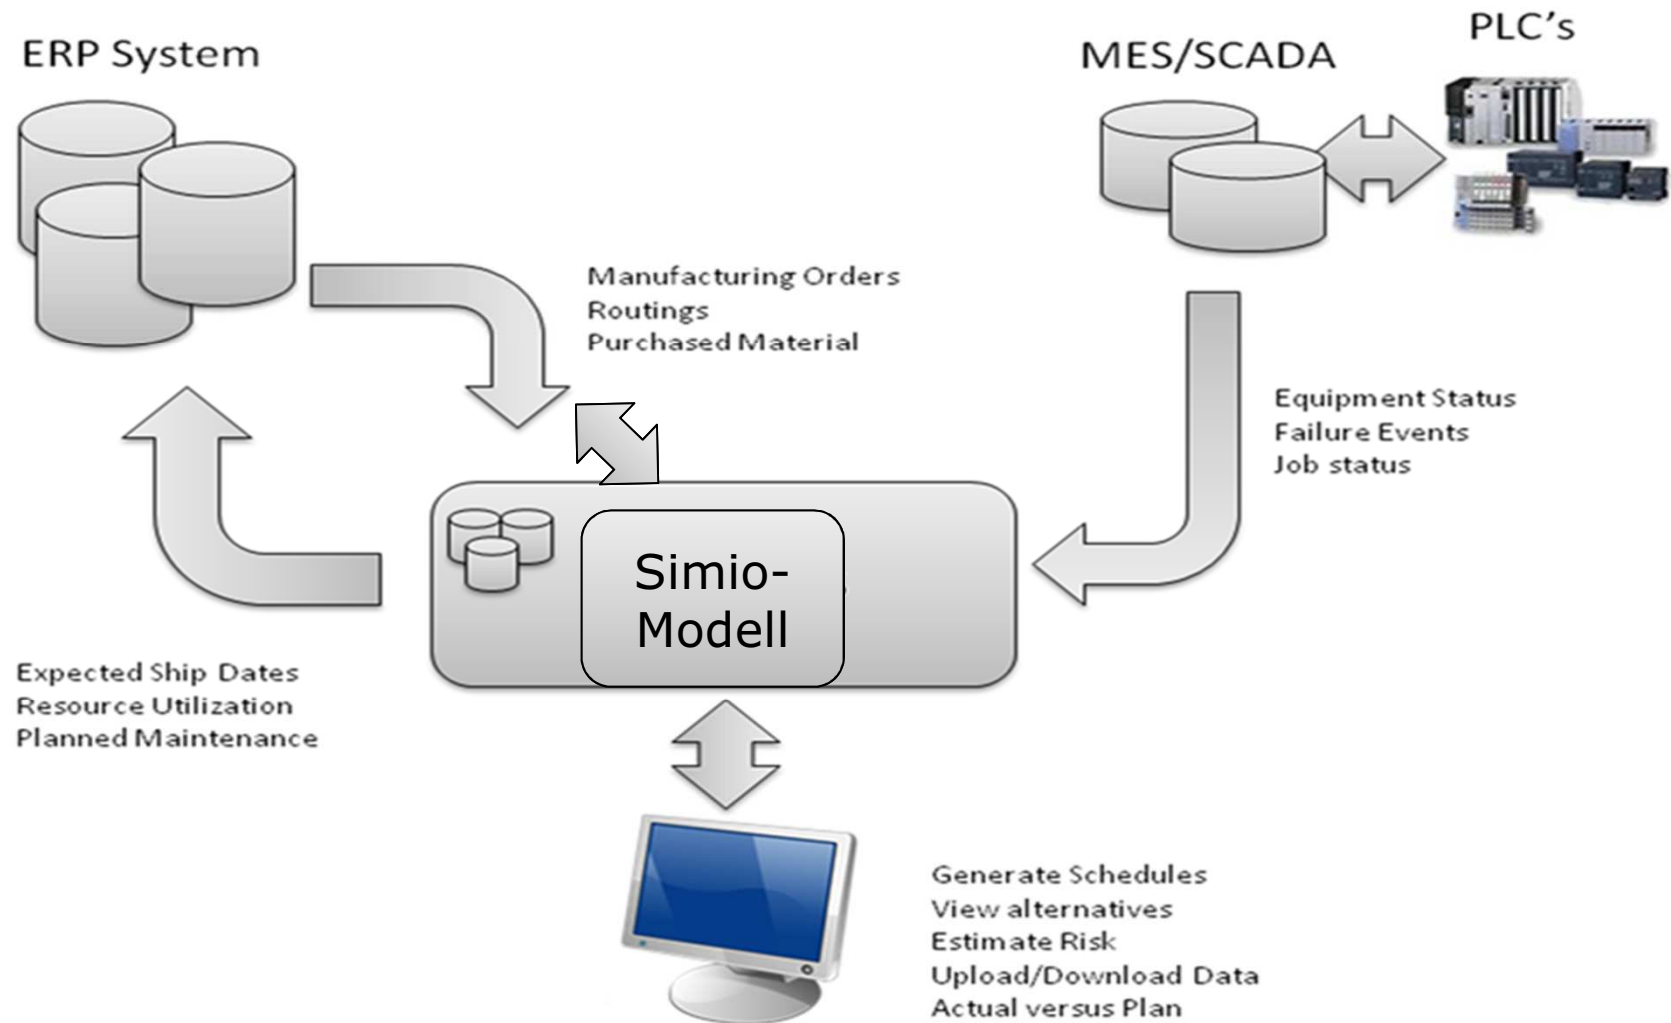 ERP System
MES/SCADA
PLC's
Manufacturing Orders
Routings
Purchased Material
Equipment Status
Failure Events
Job status
Simio-
Modell
Expected Ship Dates
Resource Utilization
Planned Maintenance
Generate Schedules
View alternatives
Estimate Risk
Upload/Download Data
Actual versus Plan